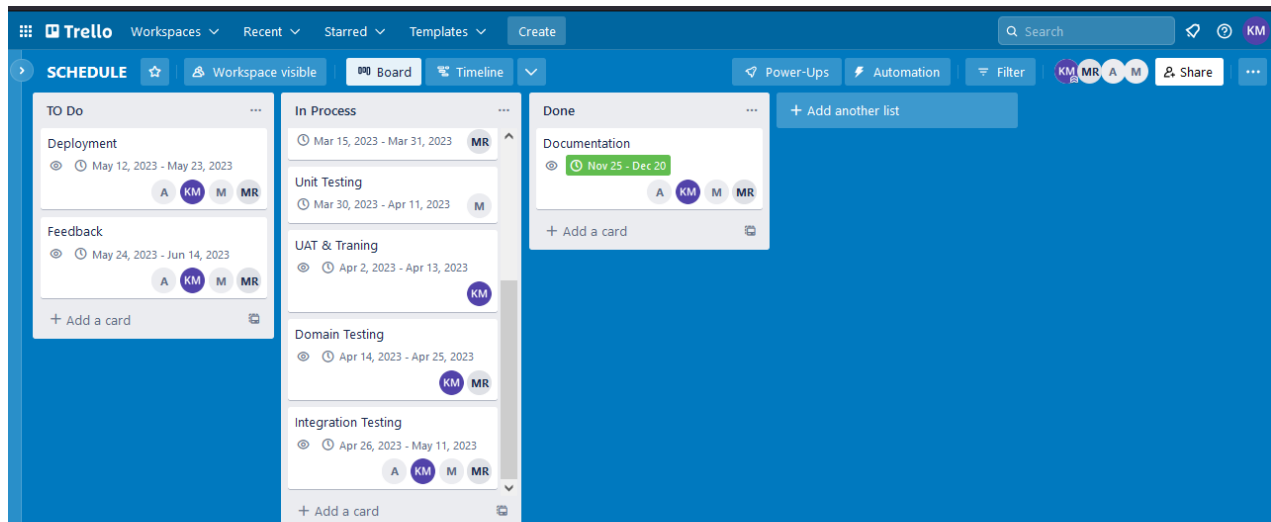 Trello Workspaces Recent Starred Templates Create Search KM
SCHEDULE Workspace visible Board Timeline Power-Ups Automation Filter KM MR A M Share
TO Do
Deployment
May 12, 2023 - May 23, 2023
A KM M MR
Feedback
May 24, 2023 - Jun 14, 2023
A KM M MR
+ Add a card
In Process
Mar 15, 2023 - Mar 31, 2023 MR
Unit Testing
Mar 30, 2023 - Apr 11, 2023 M
UAT & Traning
Apr 2, 2023 - Apr 13, 2023
KM
Domain Testing
Apr 14, 2023 - Apr 25, 2023
KM MR
Integration Testing
Apr 26, 2023 - May 11, 2023
A KM M MR
+ Add a card
Done
Documentation
Nov 25 - Dec 20
A KM M MR
+ Add a card
+ Add another list